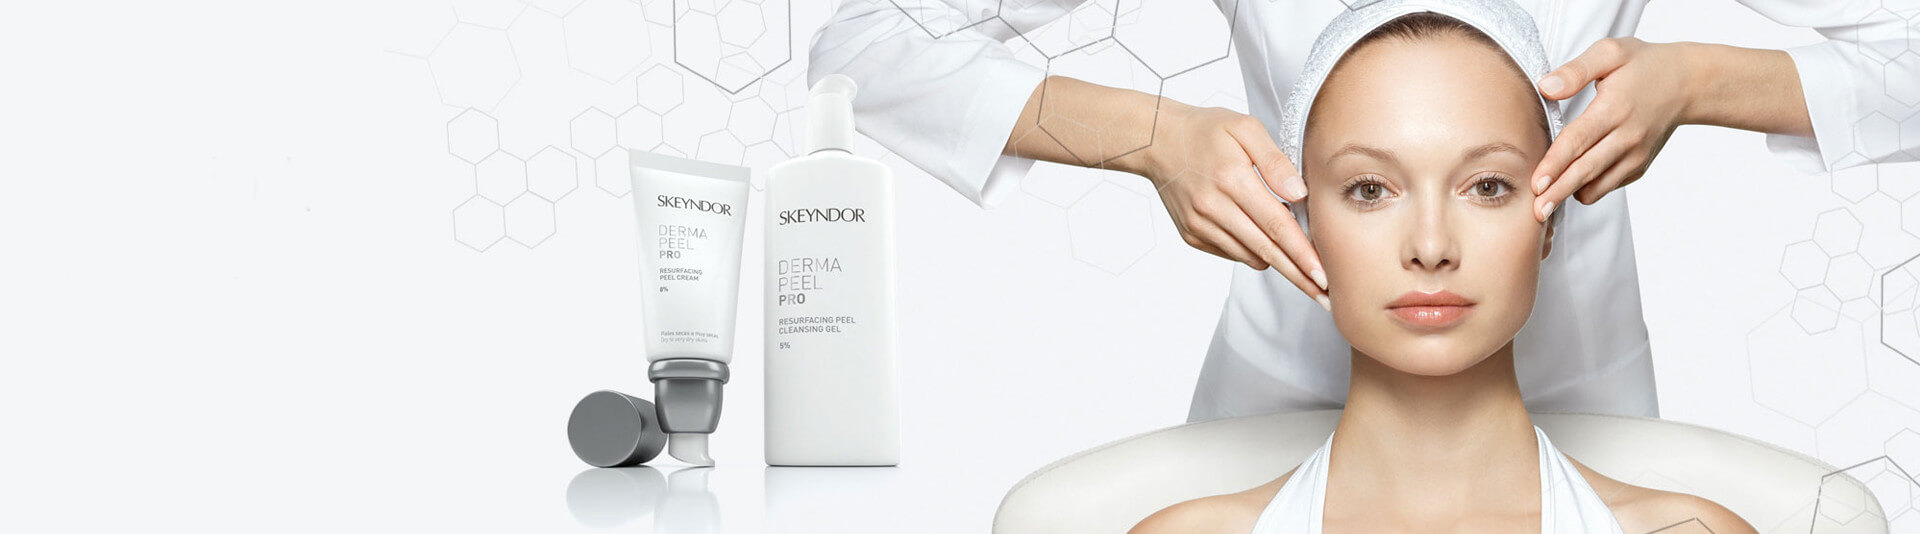 SKEYNDOR
DERMA
PEEL
PRO
RESURFACING
PEEL CREAM
8%
Pieles secas a muy secas
Dry to very dry skins
SKEYNDOR
DERMA
PEEL
PRO
RESURFACING PEEL
CLEANSING GEL
5%